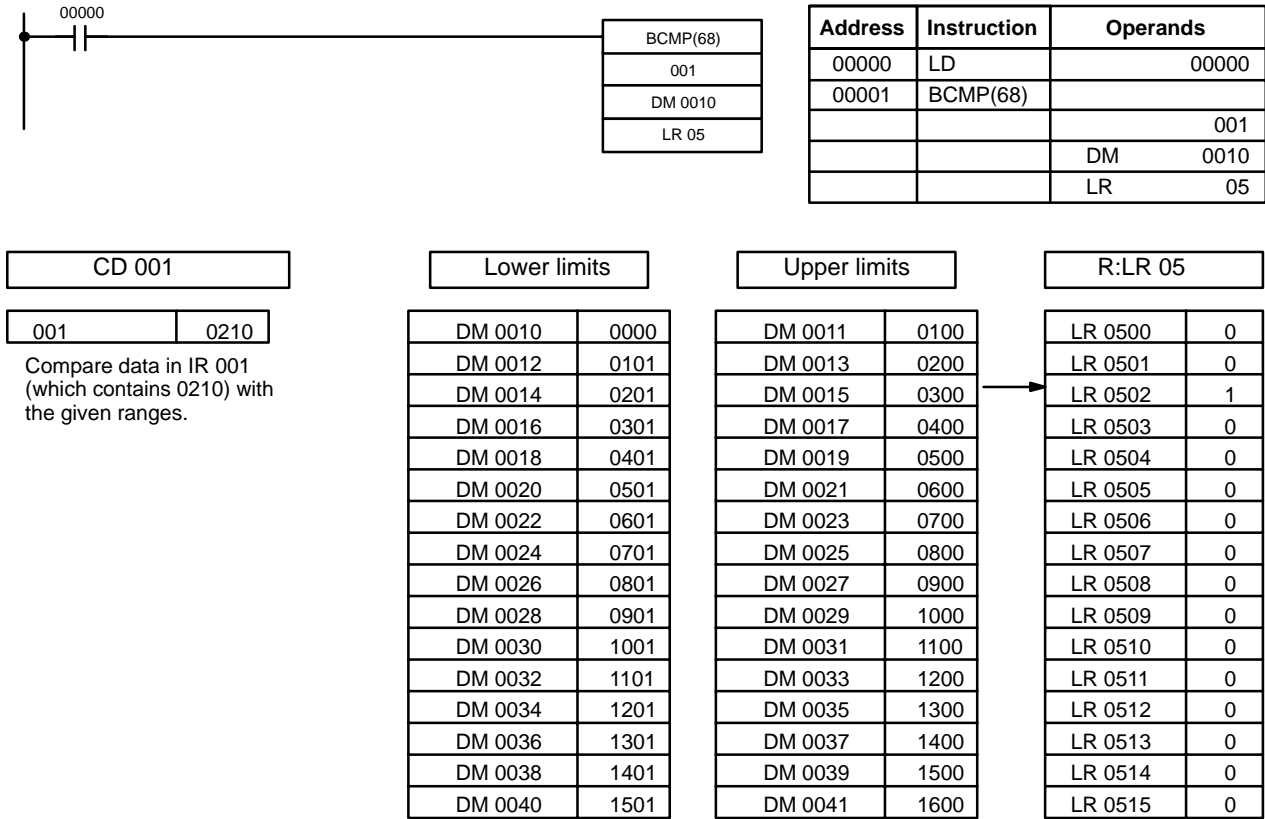 00000
BCMP(68)
001
DM 0010
LR 05
Address Instruction Operands
00000 LD 00000
00001 BCMP(68)
001
DM 0010
LR 05
CD 001
001 0210
Compare data in IR 001
(which contains 0210) with
the given ranges.
Lower limits Upper limits R:LR 05
DM 0010 0000 DM 0011 0100 LR 0500 0
DM 0012 0101 DM 0013 0200 LR 0501 0
DM 0014 0201 DM 0015 0300 LR 0502 1
DM 0016 0301 DM 0017 0400 LR 0503 0
DM 0018 0401 DM 0019 0500 LR 0504 0
DM 0020 0501 DM 0021 0600 LR 0505 0
DM 0022 0601 DM 0023 0700 LR 0506 0
DM 0024 0701 DM 0025 0800 LR 0507 0
DM 0026 0801 DM 0027 0900 LR 0508 0
DM 0028 0901 DM 0029 1000 LR 0509 0
DM 0030 1001 DM 0031 1100 LR 0510 0
DM 0032 1101 DM 0033 1200 LR 0511 0
DM 0034 1201 DM 0035 1300 LR 0512 0
DM 0036 1301 DM 0037 1400 LR 0513 0
DM 0038 1401 DM 0039 1500 LR 0514 0
DM 0040 1501 DM 0041 1600 LR 0515 0